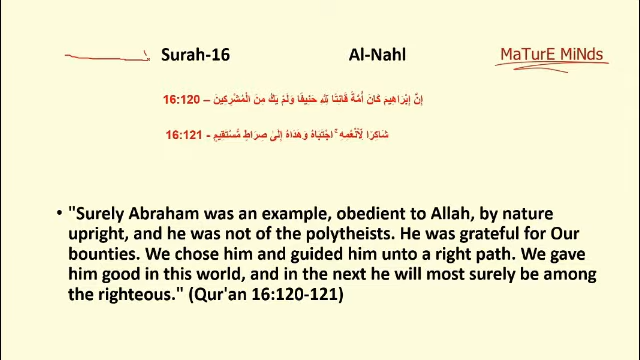 Surah-16 Al-Nahl MaTurE MiNds
16:120 – إِنَّ إِبْرَاهِيمَ كَانَ أُمَّةً قَانِتًا لِلَّهِ حَنِيفًا وَلَمْ يَكُ مِنَ الْمُشْرِكِينَ
16:121 - شَاكِرًا لِأَنْعُمِهِ ۚ اجْتَبَاهُ وَهَدَاهُ إِلَىٰ صِرَاطٍ مُسْتَقِيمٍ
• "Surely Abraham was an example, obedient to Allah, by nature
upright, and he was not of the polytheists. He was grateful for Our
bounties. We chose him and guided him unto a right path. We gave
him good in this world, and in the next he will most surely be among
the righteous." (Qur'an 16:120-121)